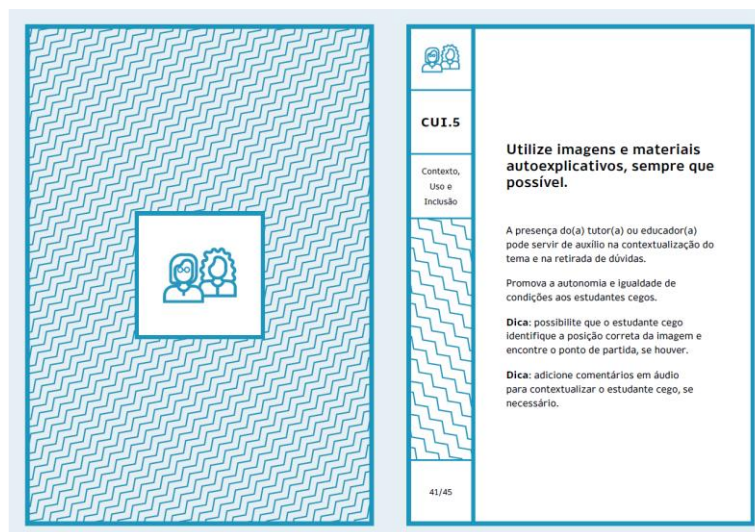 CUI.5
Contexto,
Uso e
Inclusão
41/45
Utilize imagens e materiais
autoexplicativos, sempre que
possível.
A presença do(a) tutor(a) ou educador(a)
pode servir de auxílio na contextualização do
tema e na retirada de dúvidas.
Promova a autonomia e igualdade de
condições aos estudantes cegos.
Dica: possibilite que o estudante cego
identifique a posição correta da imagem e
encontre o ponto de partida, se houver.
Dica: adicione comentários em áudio
para contextualizar o estudante cego, se
necessário.